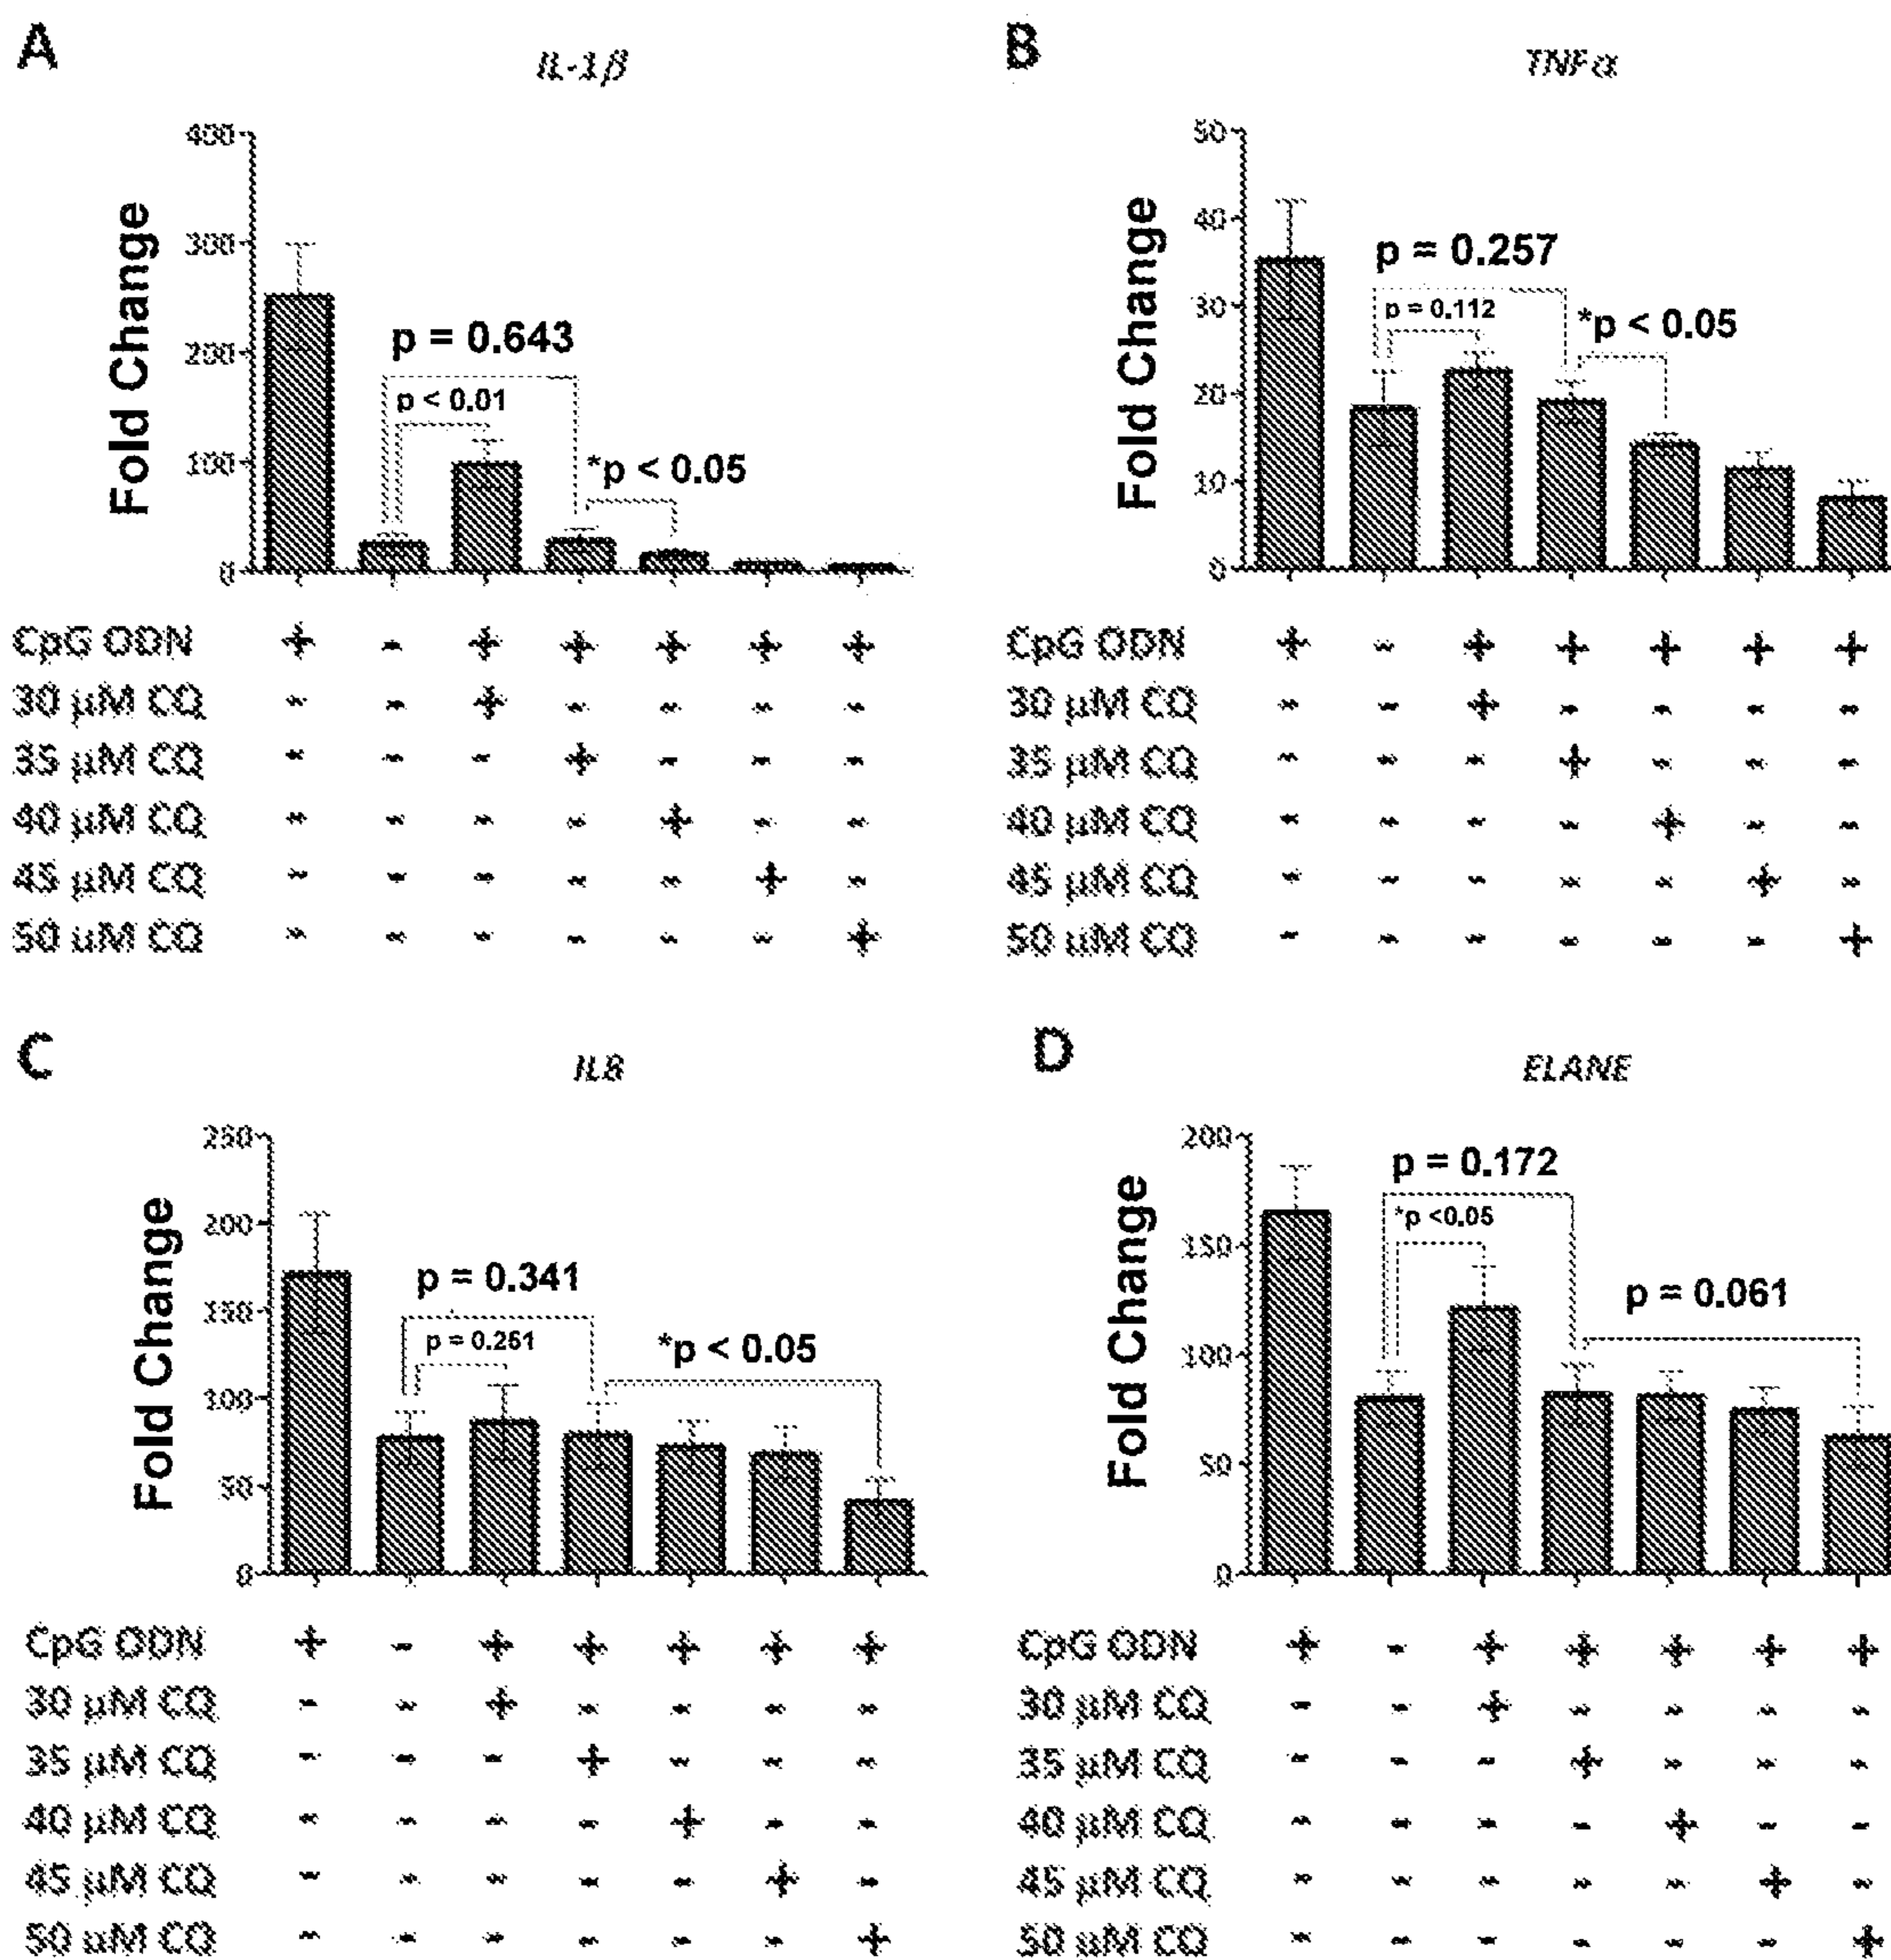 A
IL-1β
400
300
200
100
0
Fold Change
p = 0.643
p < 0.01
*p < 0.05
CpG ODN + - + + + + +
30 µM CQ - - + - - - -
35 µM CQ - - - + - - -
40 µM CQ - - - - + - -
45 µM CQ - - - - - + -
50 uM CQ - - - - - - +
B
TNFα
50
40
30
20
10
0
Fold Change
p = 0.257
p = 0.112
*p < 0.05
CpG ODN + - + + + + +
30 µM CQ - - + - - - -
35 µM CQ - - - + - - -
40 µM CQ - - - - + - -
45 µM CQ - - - - - + -
50 uM CQ - - - - - - +
C
IL8
250
200
150
100
50
0
Fold Change
p = 0.341
p = 0.251
*p < 0.05
CpG ODN + - + + + + +
30 µM CQ - - + - - - -
35 µM CQ - - - + - - -
40 µM CQ - - - - + - -
45 µM CQ - - - - - + -
50 uM CQ - - - - - - +
D
ELANE
200
150
100
50
0
Fold Change
p = 0.172
*p <0.05
p = 0.061
CpG ODN + - + + + + +
30 µM CQ - - + - - - -
35 µM CQ - - - + - - -
40 µM CQ - - - - + - -
45 µM CQ - - - - - + -
50 uM CQ - - - - - - +